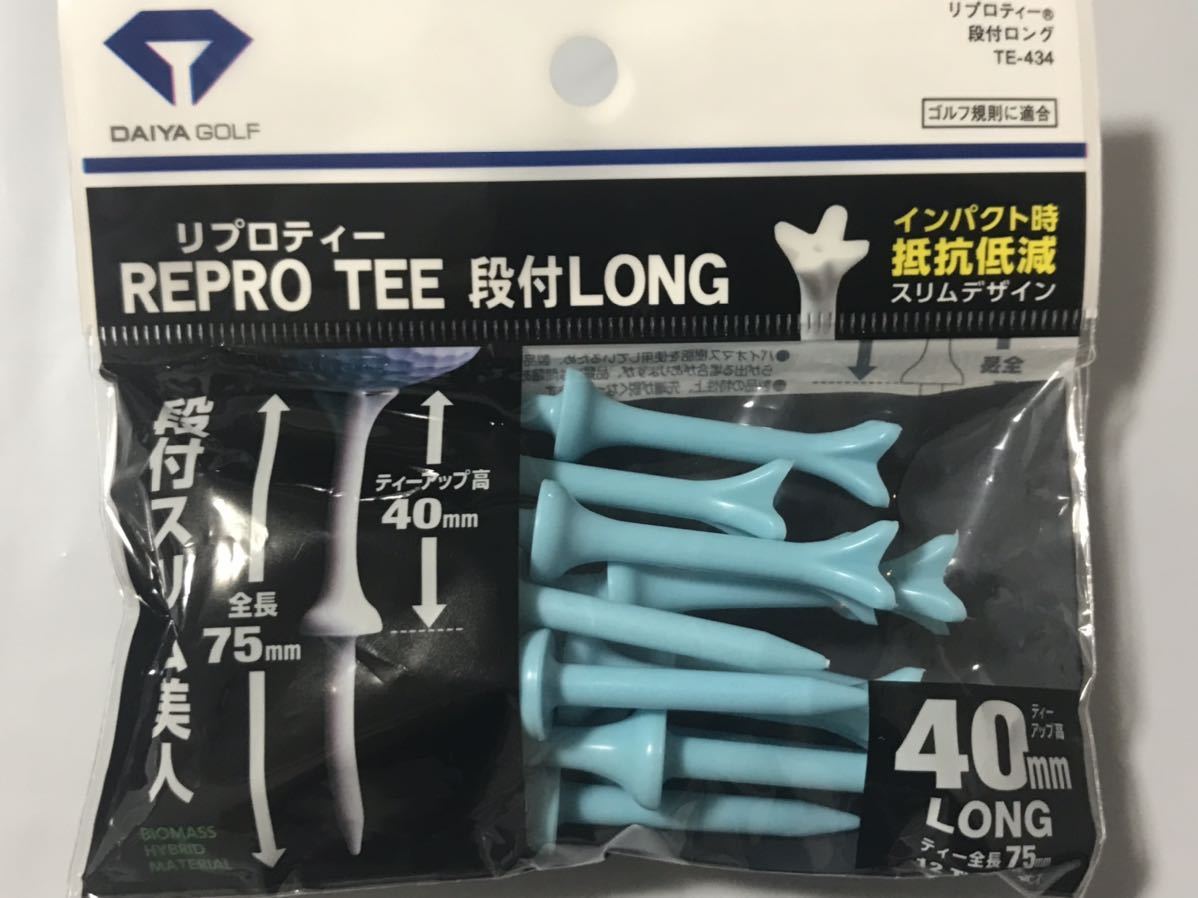 DAIYA GOLF
リプロティー®
段付ロング
TE-434
ゴルフ規則に適合
リプロティー
REPRO TEE 段付LONG
インパクト時
抵抗低減
スリムデザイン
段付スリム美人
ティーアップ高
40mm
全長
75mm
BIOMASS
HYBRID
MATERIAL
最全
40mm
ティー
アップ高
LONG
ティー全長75mm